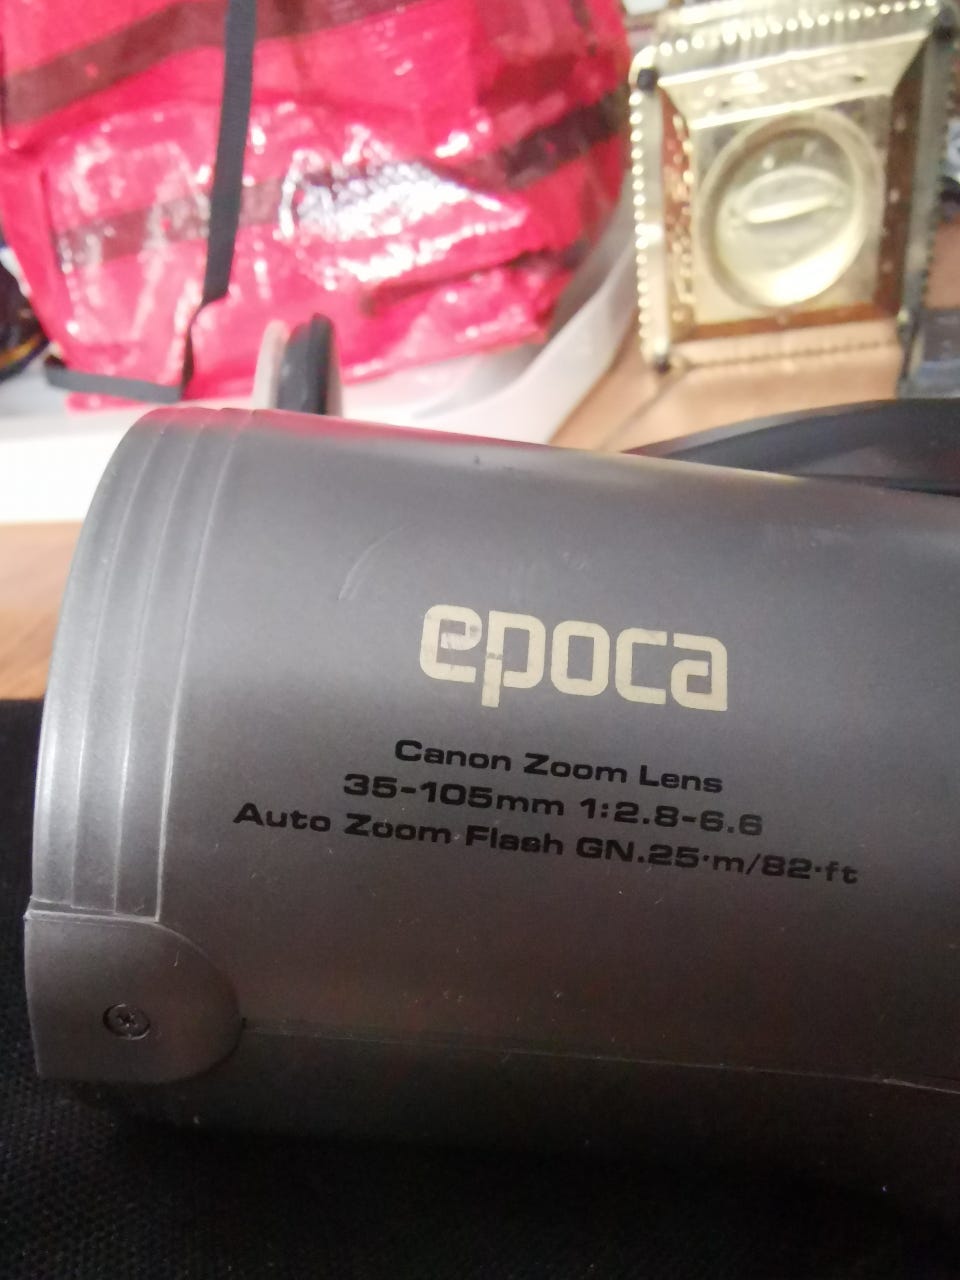 epoca
Canon Zoom Lens
35-105mm 1:2.8-6.6
Auto Zoom Flash GN.25·m/82·ft